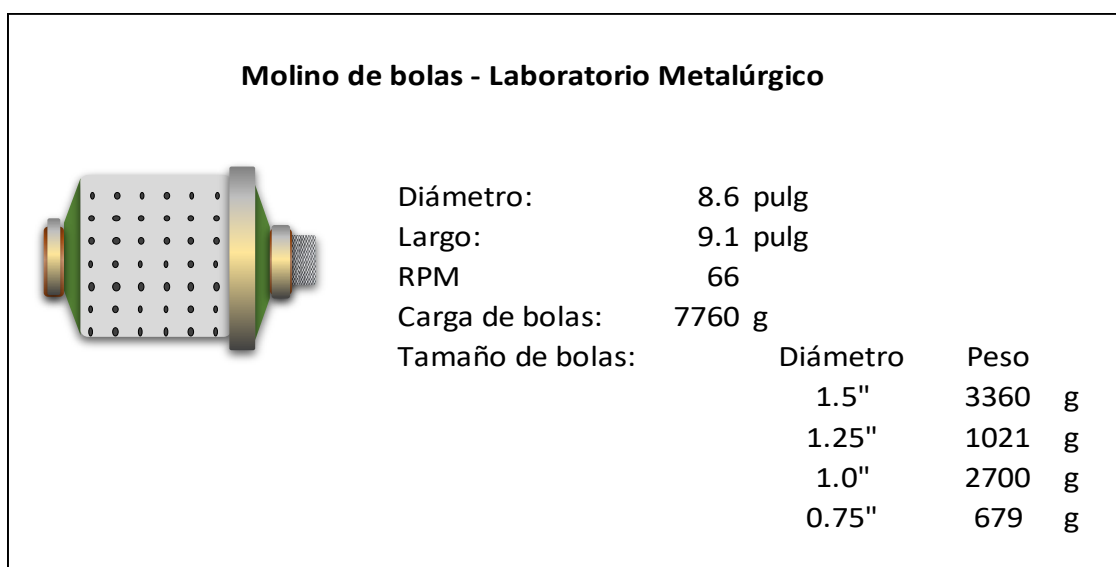 Molino de bolas - Laboratorio Metalúrgico
Diámetro: 8.6 pulg
Largo: 9.1 pulg
RPM 66
Carga de bolas: 7760 g
Tamaño de bolas: Diámetro Peso
1.5" 3360 g
1.25" 1021 g
1.0" 2700 g
0.75" 679 g